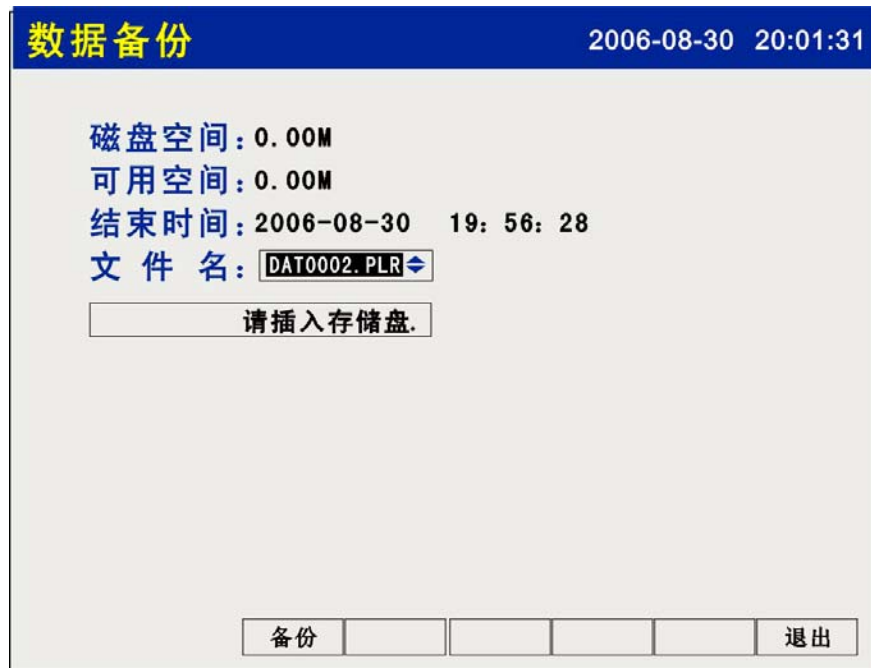 数据备份 2006-08-30 20:01:31
磁盘空间:0.00M
可用空间:0.00M
结束时间:2006-08-30 19:56:28
文件名:DAT0002.PLR
请插入存储盘.
备份 退出